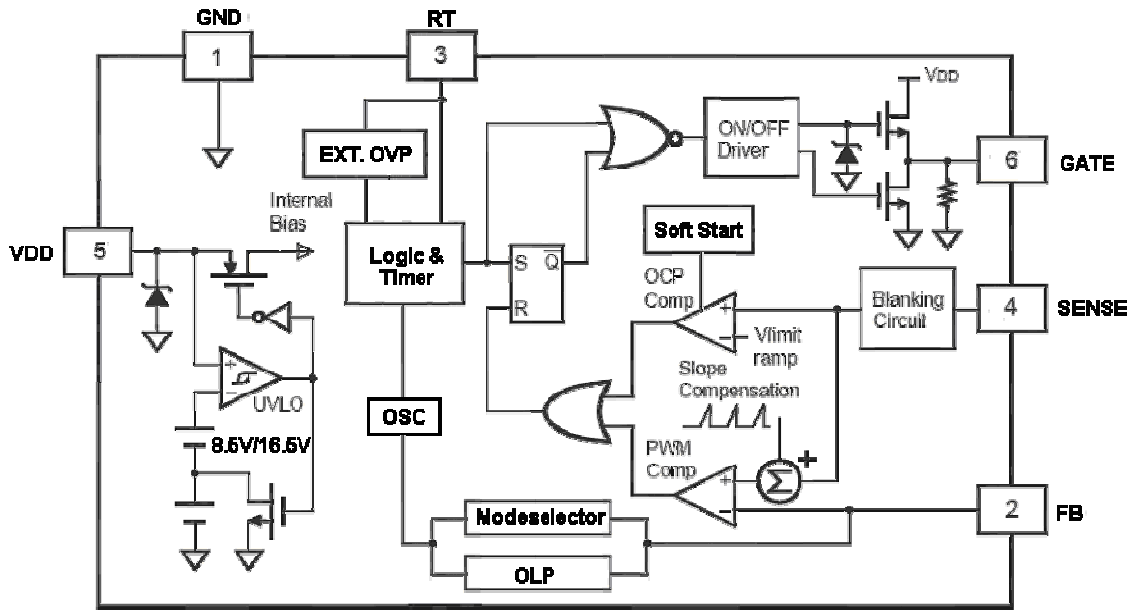 GND
RT
1
3
VDD
ON/OFF
Driver
6
GATE
EXT. OVP
Internal
Bias
VDD
5
Logic &
Timer
Soft Start
S Q
R
OCP
Comp
+
−
Vlimit
ramp
Blanking
Circuit
4
SENSE
Slope
Compensation
+
−
UVLO
8.5V/16.5V
OSC
PWM
Comp
+
−
Σ
+
Modeselector
OLP
2
FB